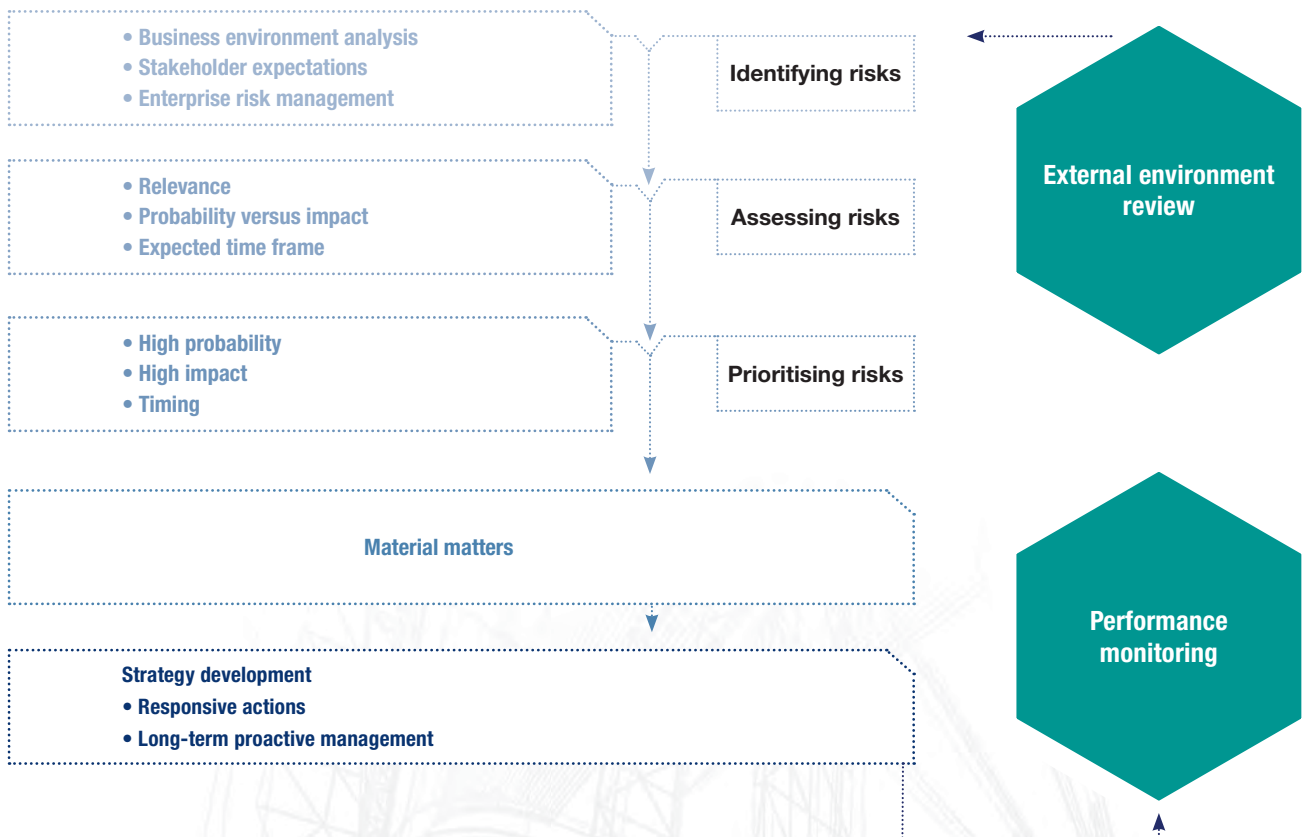 • Business environment analysis
• Stakeholder expectations
• Enterprise risk management
Identifying risks
• Relevance
• Probability versus impact
• Expected time frame
Assessing risks
• High probability
• High impact
• Timing
Prioritising risks
Material matters
Strategy development
• Responsive actions
• Long-term proactive management
External environment
review
Performance
monitoring